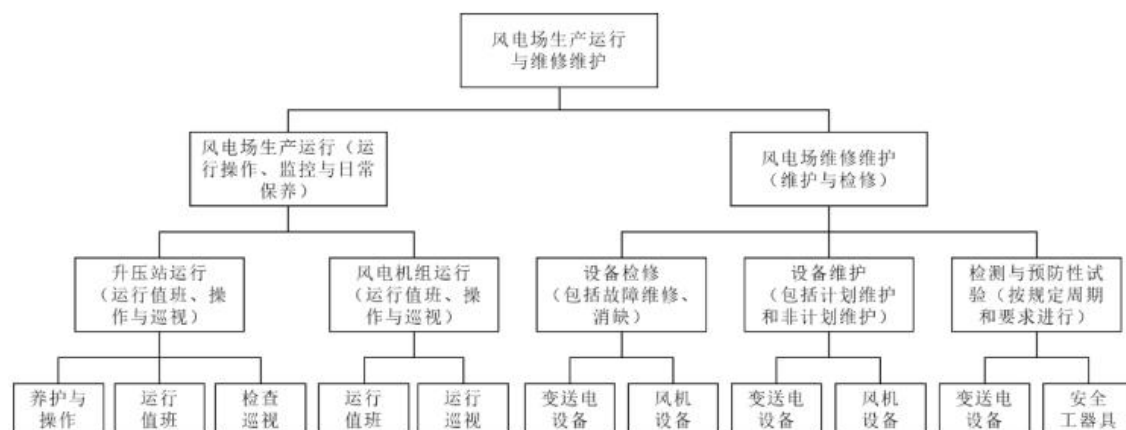 风电场生产运行
与维修维护
风电场生产运行（运
行操作、监控与日常
保养）
风电场维修维护
（维护与检修）
升压站运行
（运行值班、操
作与巡视）
风电机组运行
（运行值班、操
作与巡视）
设备检修
（包括故障维修、
消缺）
设备维护
（包括计划维护
和非计划维护）
检测与预防性试
验（按规定周期
和要求进行）
养护与
操作
运行
值班
检查
巡视
运行
值班
运行
巡视
变送电
设备
风机
设备
变送电
设备
风机
设备
变送电
设备
安全
工器具